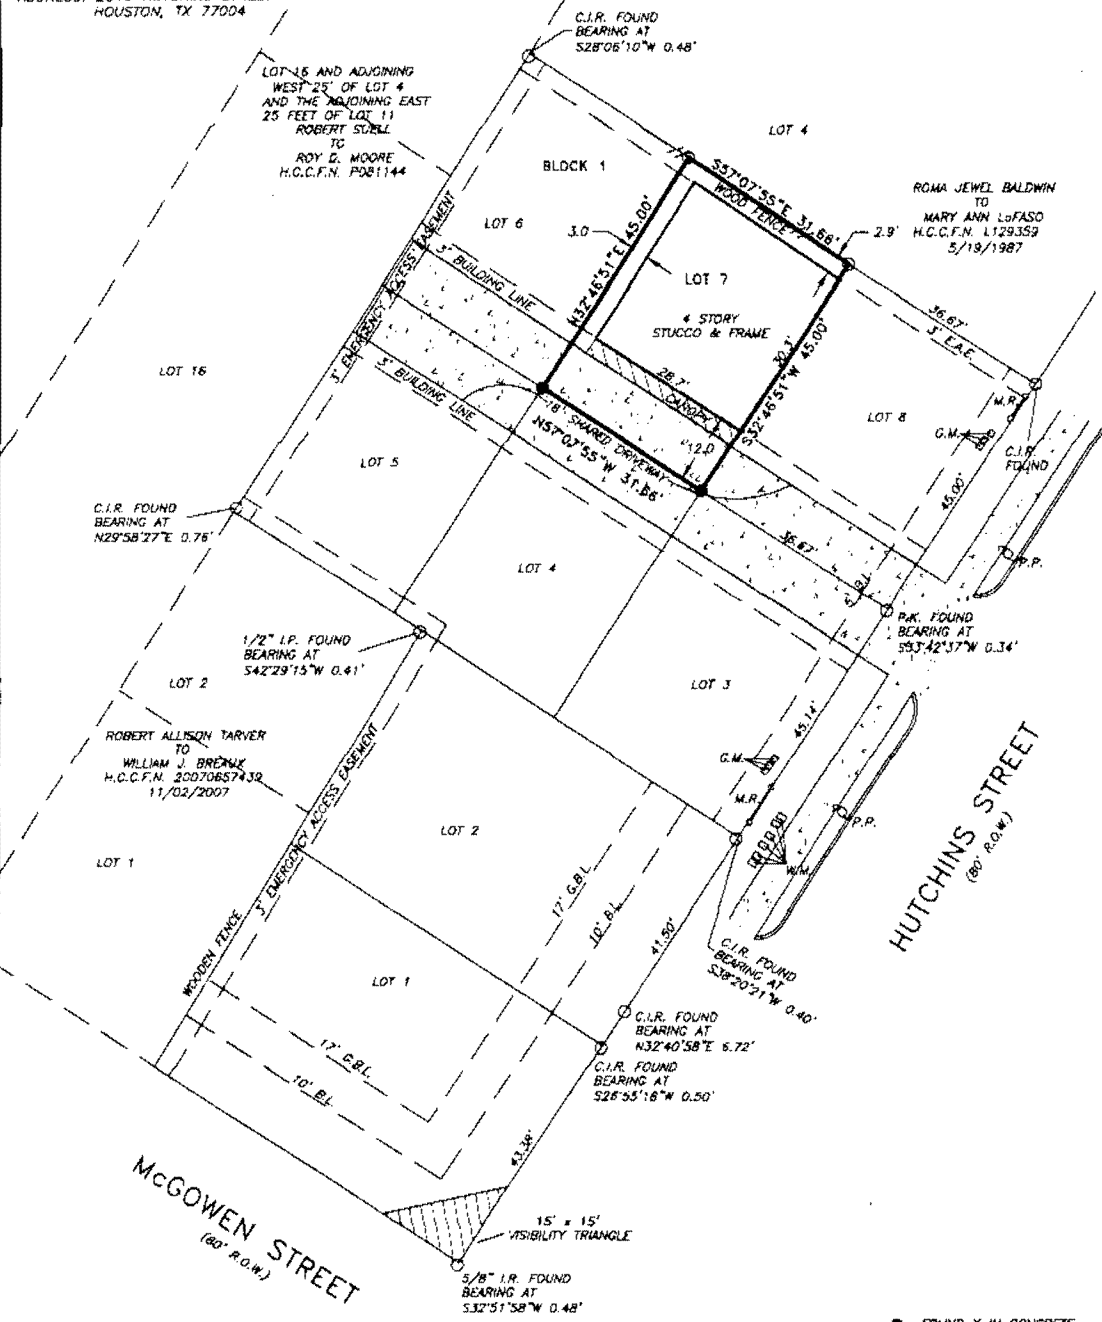 HOUSTON, TX 77004
C.I.R. FOUND
BEARING AT
S28°06'10"W 0.48'
LOT 16 AND ADJOINING
WEST 25' OF LOT 4
AND THE ADJOINING EAST
25 FEET OF LOT 11
ROBERT SUELL
TO
ROY D. MOORE
H.C.C.F.N. P081144
LOT 4
BLOCK 1
ROMA JEWEL BALDWIN
TO
MARY ANN LoFASO
H.C.C.F.N. L129359
5/19/1987
S57°07'55"E 31.66'
WOOD FENCE
2.9'
LOT 6
3.0
N32°46'51"E 45.00'
3' EMERGENCY ACCESS EASEMENT
5' BUILDING LINE
LOT 7
4 STORY
STUCCO & FRAME
30.3'
S32°46'51"W 45.00'
36.67'
3' E.A.E.
LOT 16
5' BUILDING LINE
28.7'
CANOPY
LOT 8
M.R.
G.M.
C.I.R.
FOUND
45.00'
18' SHARED DRIVEWAY
N57°07'55"W 31.66'
12.0
LOT 5
C.I.R. FOUND
BEARING AT
N29°58'27"E 0.76'
36.67'
P.P.
LOT 4
5' B.L.
P.K. FOUND
BEARING AT
S53°42'37"W 0.34'
1/2" I.P. FOUND
BEARING AT
S42°29'15"W 0.41'
LOT 2
LOT 3
45.14'
ROBERT ALLISON TARVER
TO
WILLIAM J. BREAUX
H.C.C.F.N. 20070657439
11/02/2007
G.M.
M.R.
P.P.
W.M.
HUTCHINS STREET
(80' R.O.W.)
LOT 1
LOT 2
3' EMERGENCY ACCESS EASEMENT
WOODEN FENCE
17' G.B.L.
10' B.L.
41.50'
C.I.R. FOUND
BEARING AT
S38°20'21"W 0.40'
LOT 1
C.I.R. FOUND
BEARING AT
N32°40'58"E 6.72'
C.I.R. FOUND
BEARING AT
S26°55'16"W 0.50'
17' G.B.L.
10' B.L.
43.38'
McGOWEN STREET
(80' R.O.W.)
15' x 15'
VISIBILITY TRIANGLE
5/8" I.R. FOUND
BEARING AT
S32°51'58"W 0.48'